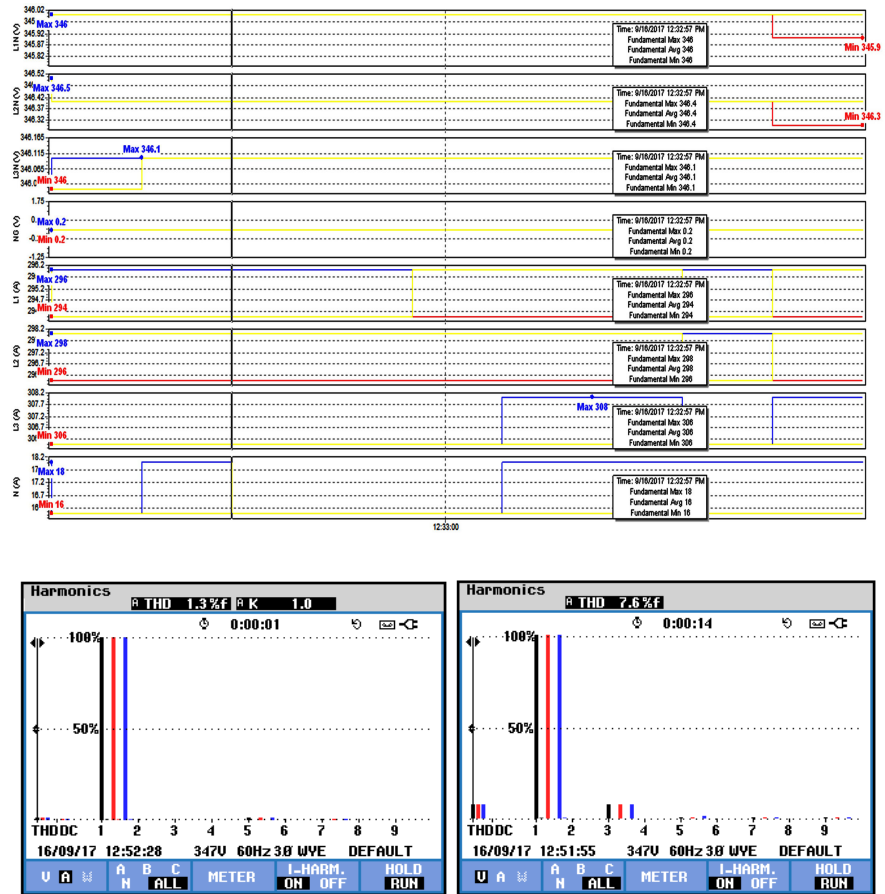 346.02
345
345.92
345.87
345.82
L1N (V)
Max 346
Time: 9/16/2017 12:32:57 PM
Fundamental Max 346
Fundamental Avg 346
Fundamental Min 346
Min 345.9
346.52
346.42
346.37
346.32
L2N (V)
Max 346.5
Time: 9/16/2017 12:32:57 PM
Fundamental Max 346.4
Fundamental Avg 346.4
Fundamental Min 346.4
Min 346.3
346.165
346.115
346.065
346.0
L3N (V)
Max 346.1
Min 346
Time: 9/16/2017 12:32:57 PM
Fundamental Max 346.1
Fundamental Avg 346.1
Fundamental Min 346.1
1.75
-1.25
NG (V)
Max 0.2
Min 0.2
Time: 9/16/2017 12:32:57 PM
Fundamental Max 0.2
Fundamental Avg 0.2
Fundamental Min 0.2
296.2
295.2
294.7
L1 (A)
Max 296
Min 294
Time: 9/16/2017 12:32:57 PM
Fundamental Max 296
Fundamental Avg 294
Fundamental Min 294
298.2
297.2
296.7
L2 (A)
Max 298
Min 296
Time: 9/16/2017 12:32:57 PM
Fundamental Max 298
Fundamental Avg 298
Fundamental Min 296
308.2
307.7
307.2
306.7
L3 (A)
Max 308
Min 306
Time: 9/16/2017 12:32:57 PM
Fundamental Max 306
Fundamental Avg 306
Fundamental Min 306
18.2
17
17.2
16.7
N (A)
Max 18
Min 16
Time: 9/16/2017 12:32:57 PM
Fundamental Max 18
Fundamental Avg 16
Fundamental Min 16
12:33:00
Harmonics
A THD 1.3%f A K 1.0
0:00:01
100%
50%
THDDC 1 2 3 4 5 6 7 8 9
16/09/17 12:52:28 347V 60Hz 3Ø WYE DEFAULT
V A W A B C N ALL METER I-HARM. ON OFF HOLD RUN
Harmonics
A THD 7.6%f
0:00:14
100%
50%
THDDC 1 2 3 4 5 6 7 8 9
16/09/17 12:51:55 347V 60Hz 3Ø WYE DEFAULT
V A W A B C N ALL METER I-HARM. ON OFF HOLD RUN